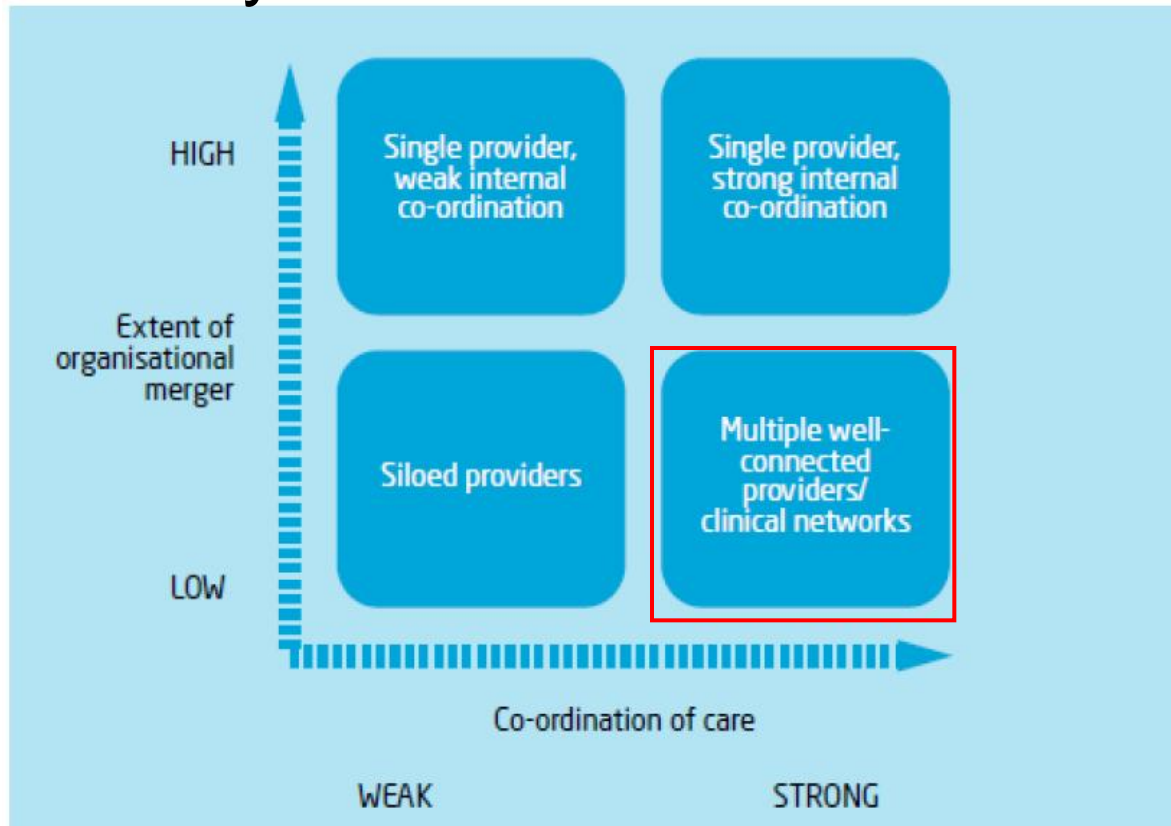 HIGH
Single provider,
weak internal
co-ordination
Single provider,
strong internal
co-ordination
Extent of
organisational
merger
Siloed providers
Multiple well-
connected
providers/
clinical networks
LOW
Co-ordination of care
WEAK
STRONG